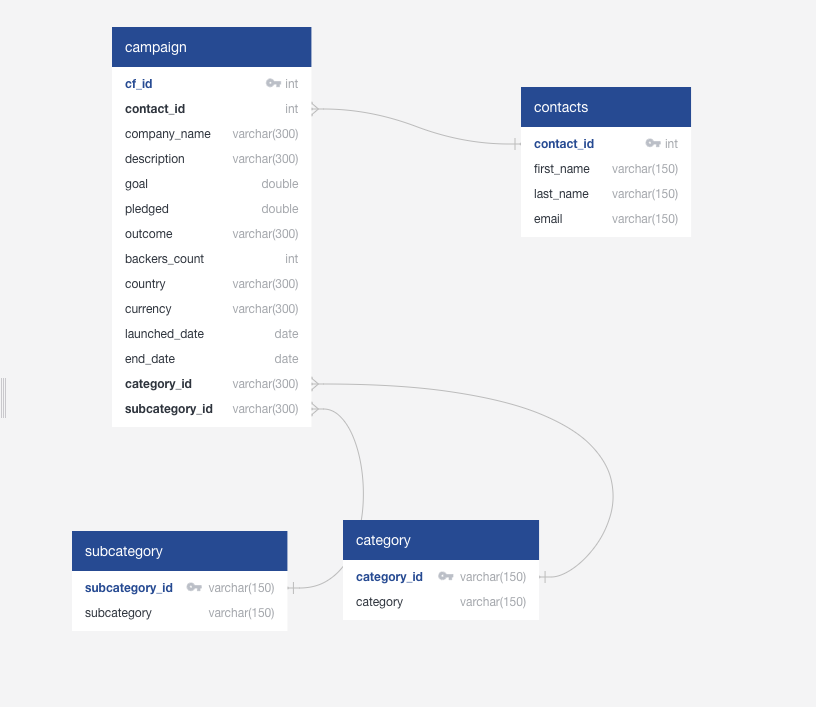 campaign
cf_id int
contact_id int
company_name varchar(300)
description varchar(300)
goal double
pledged double
outcome varchar(300)
backers_count int
country varchar(300)
currency varchar(300)
launched_date date
end_date date
category_id varchar(300)
subcategory_id varchar(300)
contacts
contact_id int
first_name varchar(150)
last_name varchar(150)
email varchar(150)
subcategory
subcategory_id varchar(150)
subcategory varchar(150)
category
category_id varchar(150)
category varchar(150)